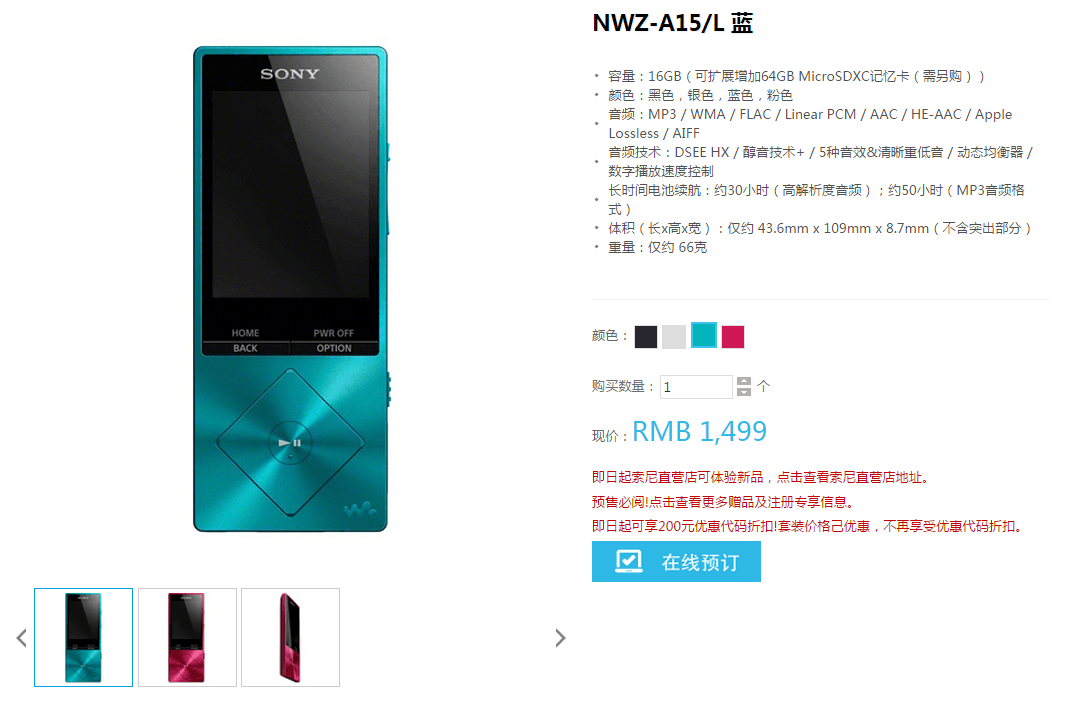 NWZ-A15/L 蓝
SONY
HOME PWR OFF
BACK OPTION
• 容量：16GB（可扩展增加64GB MicroSDXC记忆卡（需另购））
• 颜色：黑色，银色，蓝色，粉色
• 音频：MP3 / WMA / FLAC / Linear PCM / AAC / HE-AAC / Apple
Lossless / AIFF
• 音频技术：DSEE HX / 醇音技术+ / 5种音效&清晰重低音 / 动态均衡器 /
数字播放速度控制
• 长时间电池续航：约30小时（高解析度音频）；约50小时（MP3音频格
式）
• 体积（长x高x宽）：仅约 43.6mm x 109mm x 8.7mm（不含突出部分）
• 重量：仅约 66克
颜色：
购买数量： 1 个
现价：RMB 1,499
即日起索尼直营店可体验新品，点击查看索尼直营店地址。
预售必阅!点击查看更多赠品及注册专享信息。
即日起可享200元优惠代码折扣!套装价格己优惠，不再享受优惠代码折扣。
在线预订